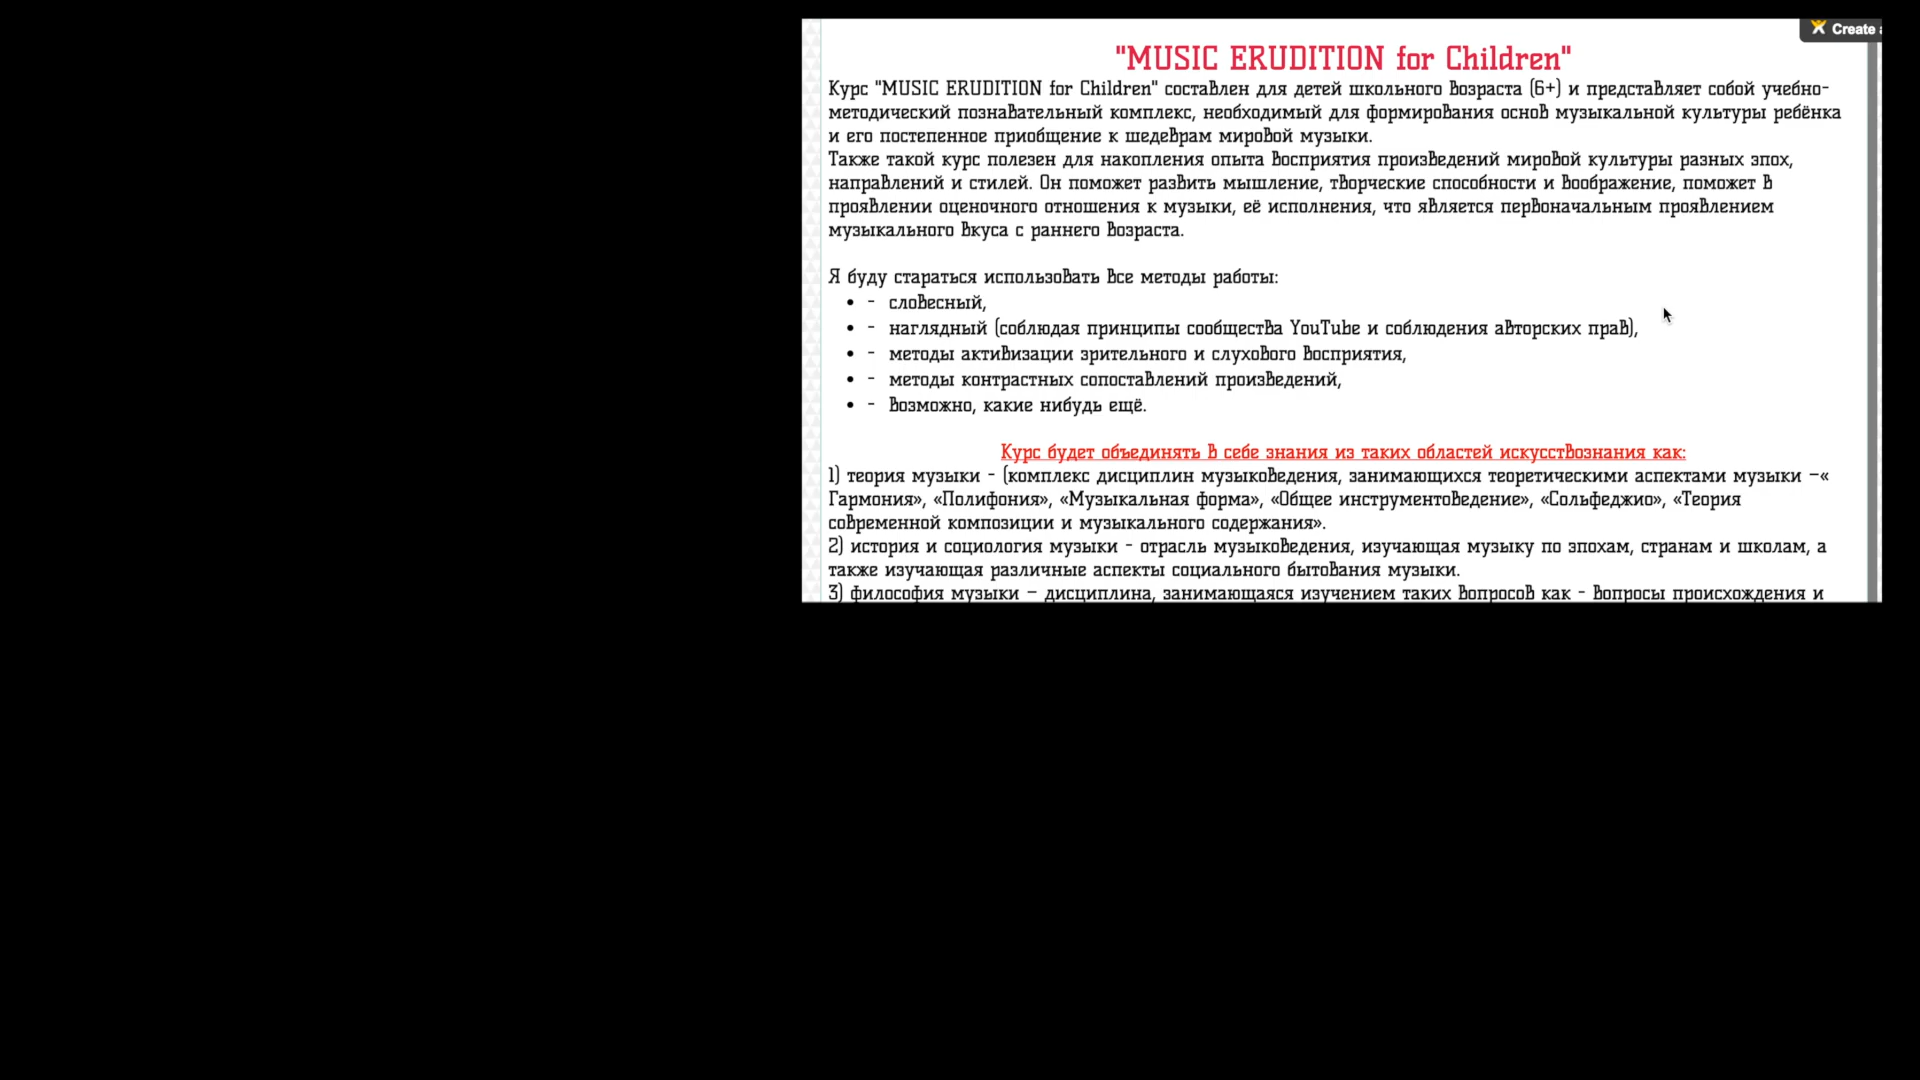 Create
"MUSIC ERUDITION for Children"
Курс "MUSIC ERUDITION for Children" составлен для детей школьного возраста (6+) и представляет собой учебно-
методический познавательный комплекс, необходимый для формирования основ музыкальной культуры ребёнка
и его постепенное приобщение к шедеврам мировой музыки.
Также такой курс полезен для накопления опыта восприятия произведений мировой культуры разных эпох,
направлений и стилей. Он поможет развить мышление, творческие способности и воображение, поможет в
проявлении оценочного отношения к музыки, её исполнения, что является первоначальным проявлением
музыкального вкуса с раннего возраста.
Я буду стараться использовать все методы работы:
• - словесный,
• - наглядный (соблюдая принципы сообщества YouTube и соблюдения авторских прав),
• - методы активизации зрительного и слухового восприятия,
• - методы контрастных сопоставлений произведений,
• - возможно, какие нибудь ещё.
Курс будет объединять в себе знания из таких областей искусствознания как:
1) теория музыки - (комплекс дисциплин музыковедения, занимающихся теоретическими аспектами музыки –«
Гармония», «Полифония», «Музыкальная форма», «Общее инструментоведение», «Сольфеджио», «Теория
современной композиции и музыкального содержания».
2) история и социология музыки - отрасль музыковедения, изучающая музыку по эпохам, странам и школам, а
также изучающая различные аспекты социального бытования музыки.
3) философия музыки – дисциплина, занимающаяся изучением таких вопросов как - вопросы происхождения и